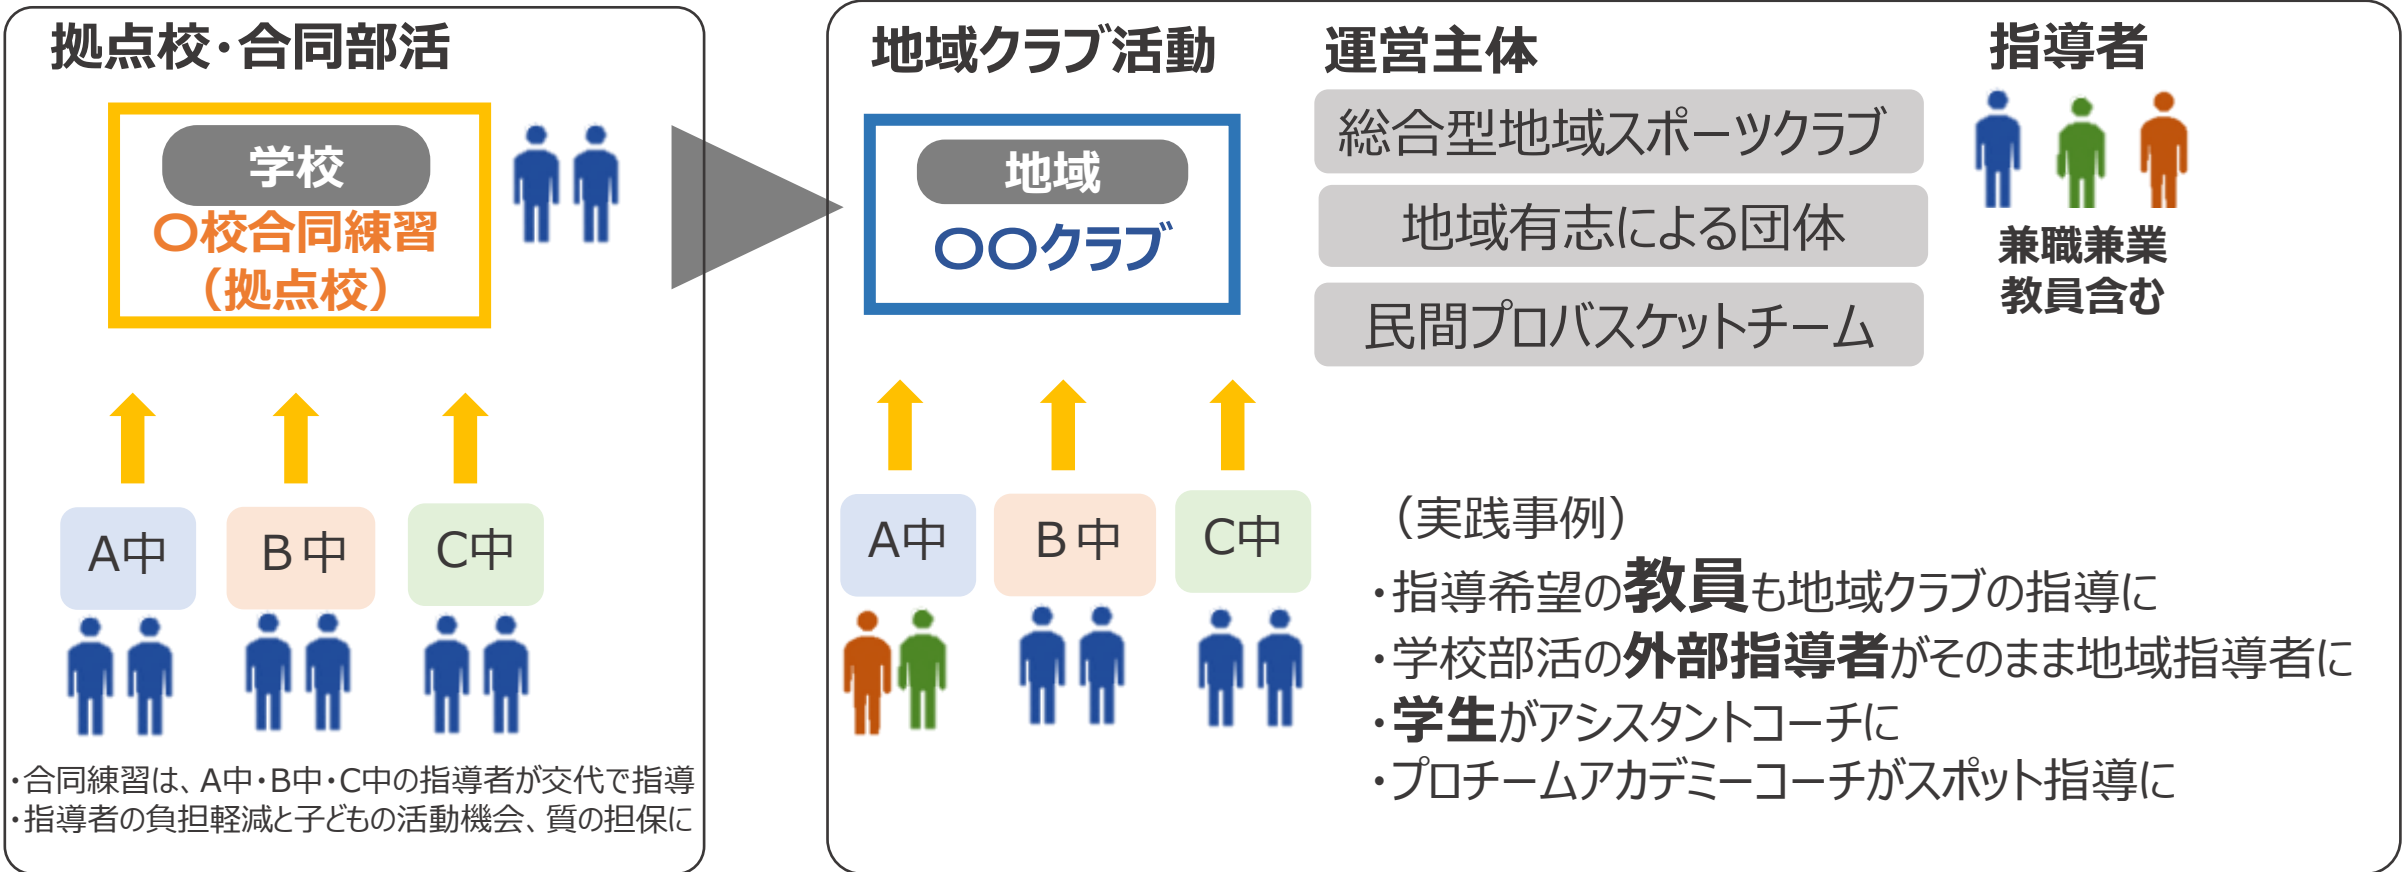 拠点校・合同部活
学校
〇校合同練習
（拠点校）
A中
B中
C中
・合同練習は、A中・B中・C中の指導者が交代で指導
・指導者の負担軽減と子どもの活動機会、質の担保に
地域クラブ活動
地域
〇〇クラブ
A中
B中
C中
運営主体
総合型地域スポーツクラブ
地域有志による団体
民間プロバスケットチーム
指導者
兼職兼業
教員含む
（実践事例）
・指導希望の教員も地域クラブの指導に
・学校部活の外部指導者がそのまま地域指導者に
・学生がアシスタントコーチに
・プロチームアカデミーコーチがスポット指導に